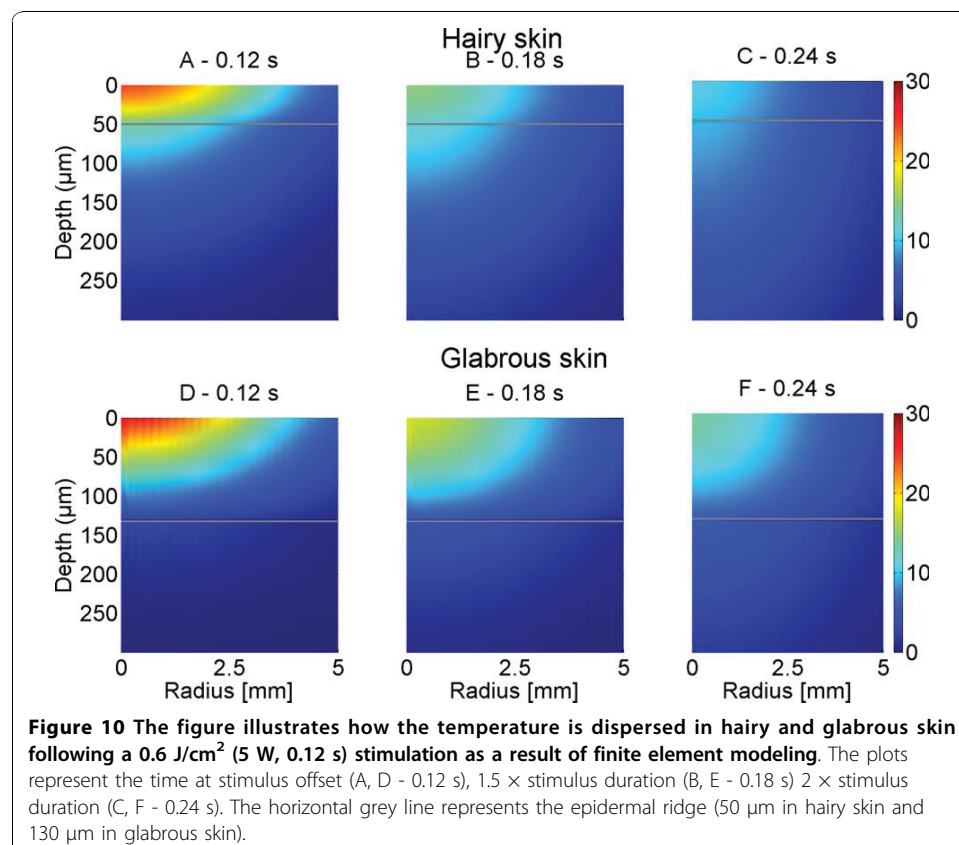 Hairy skin
A - 0.12 s
B - 0.18 s
C - 0.24 s
0
50
100
150
200
250
Depth (µm)
30
20
10
0
Glabrous skin
D - 0.12 s
E - 0.18 s
F - 0.24 s
0
50
100
150
200
250
Depth (µm)
30
20
10
0
0 2.5 5
Radius [mm]
0 2.5 5
Radius [mm]
0 2.5 5
Radius [mm]
Figure 10 The figure illustrates how the temperature is dispersed in hairy and glabrous skin
following a 0.6 J/cm² (5 W, 0.12 s) stimulation as a result of finite element modeling. The plots
represent the time at stimulus offset (A, D - 0.12 s), 1.5 × stimulus duration (B, E - 0.18 s) 2 × stimulus
duration (C, F - 0.24 s). The horizontal grey line represents the epidermal ridge (50 μm in hairy skin and
130 μm in glabrous skin).